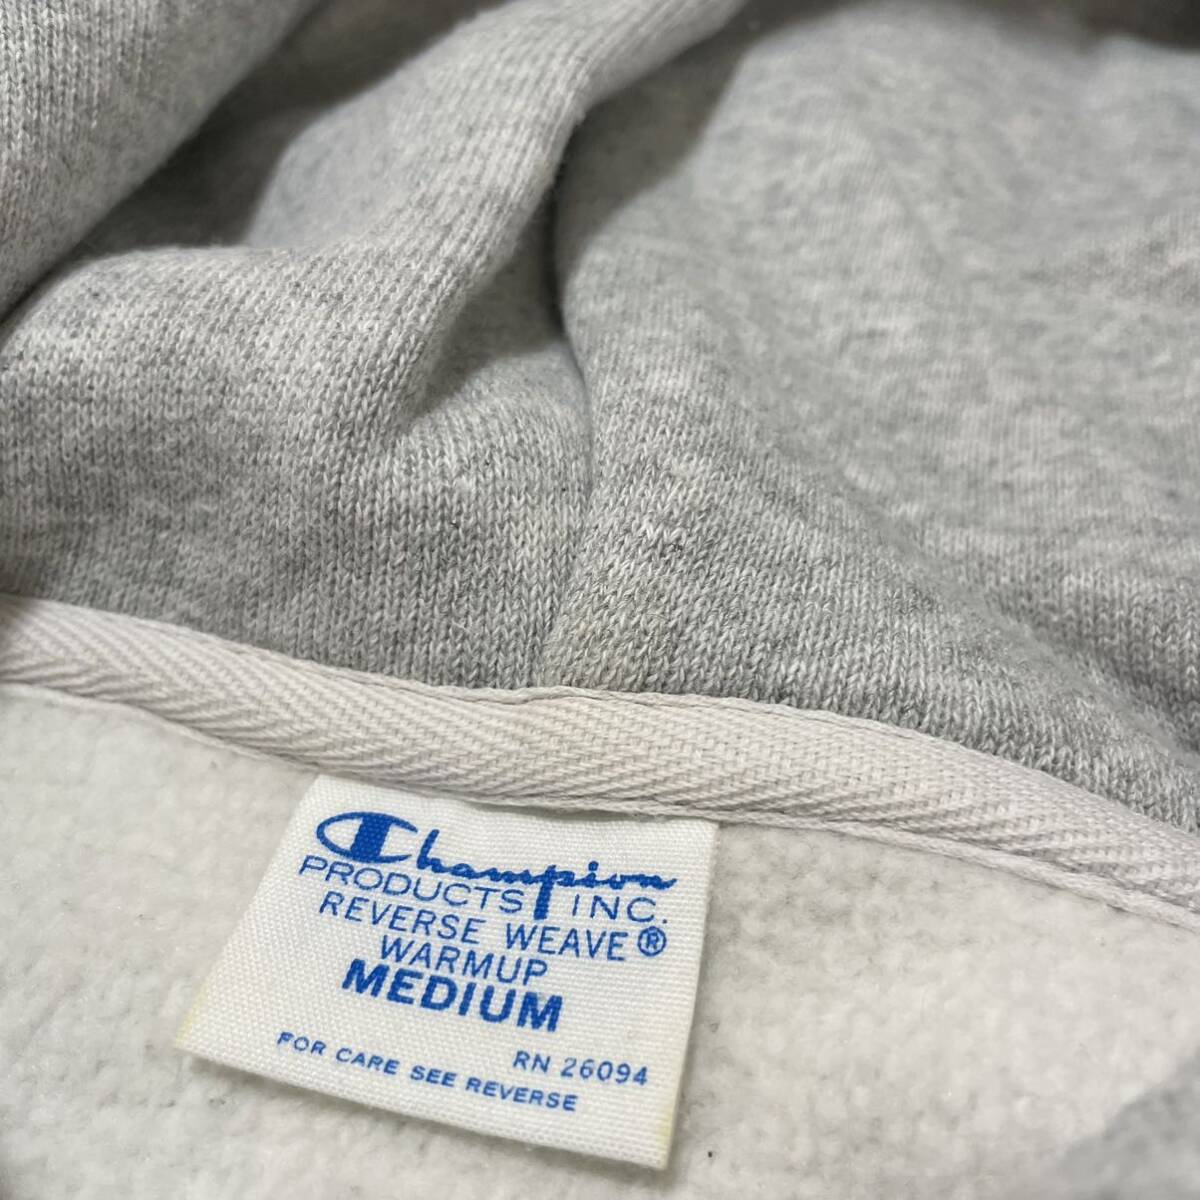 Champion
PRODUCTS INC.
REVERSE WEAVE®
WARMUP
MEDIUM
RN 26094
FOR CARE SEE REVERSE